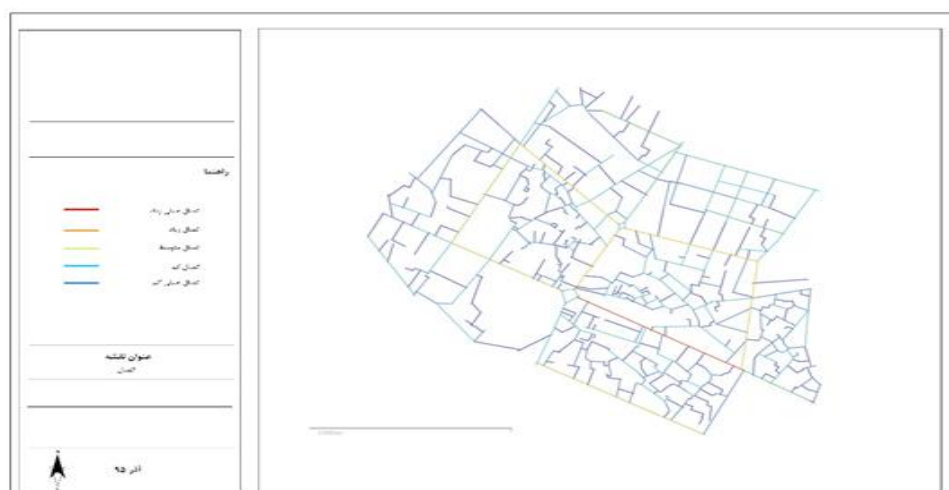 راهنما
اتصال خیلی زیاد
اتصال زیاد
اتصال متوسط
اتصال کم
اتصال خیلی کم
عنوان نقشه
اتصال
آذر ۹۵